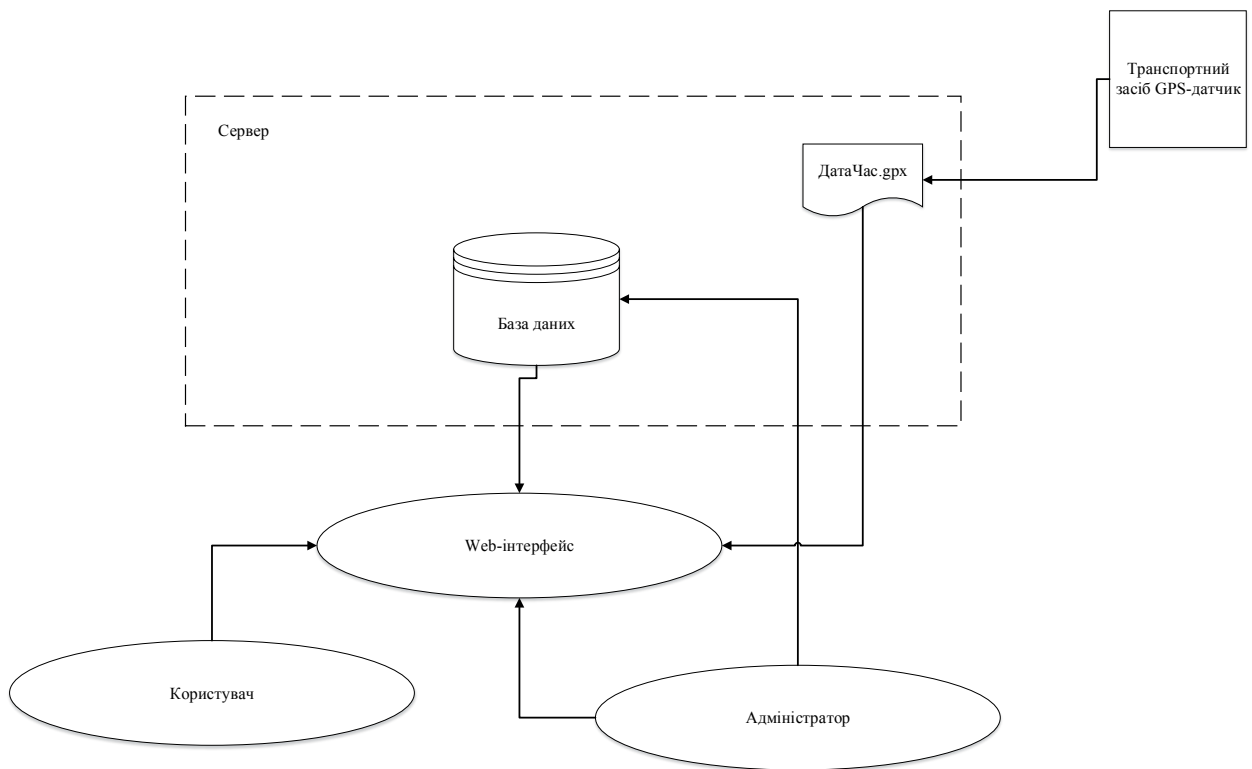 Транспортний
засіб GPS-датчик
Сервер
ДатаЧас.gpx
База даних
Web-інтерфейс
Користувач
Адміністратор